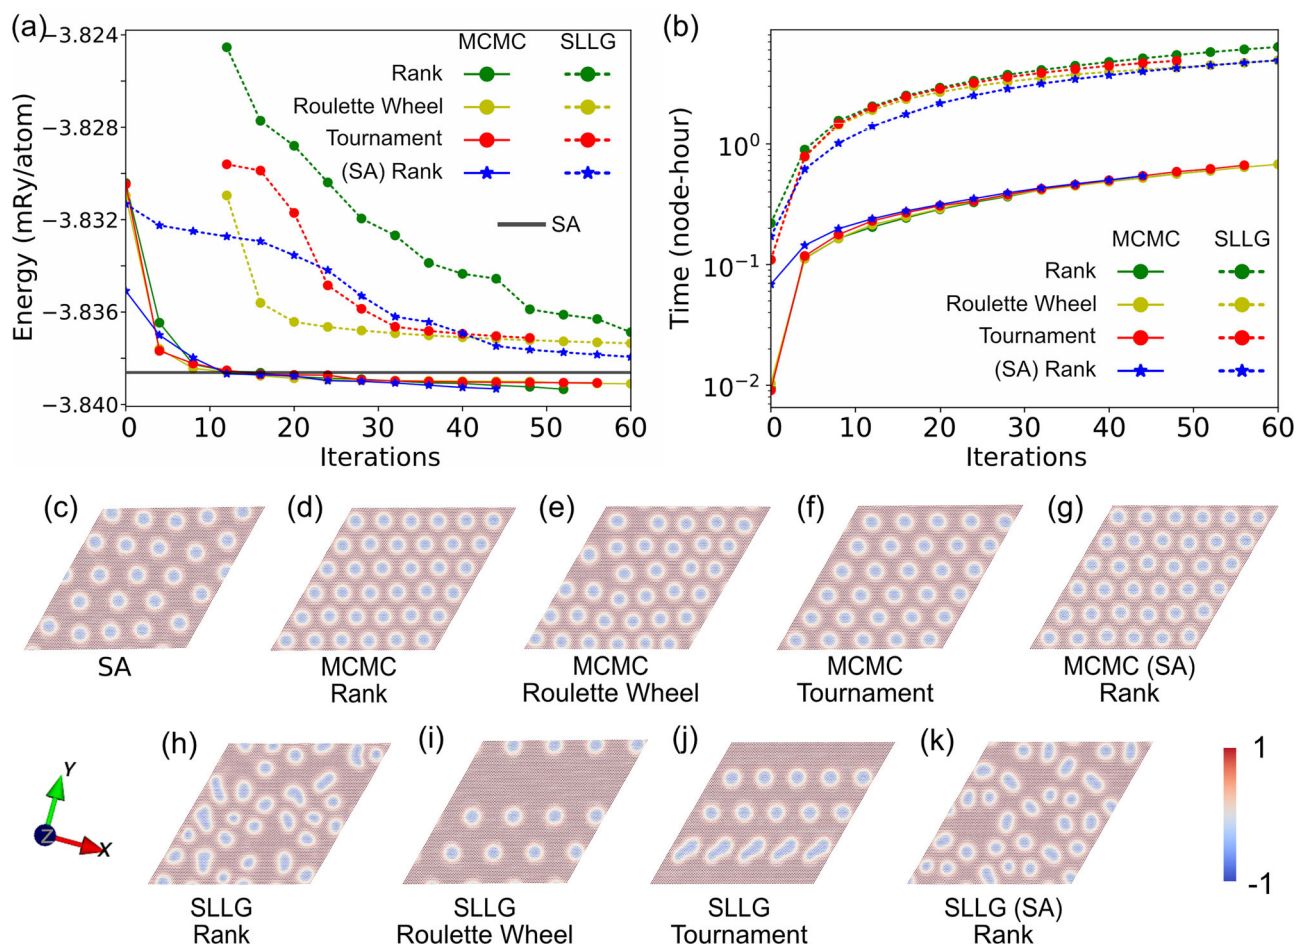 (a)
−3.824
−3.828
−3.832
−3.836
−3.840
Energy (mRy/atom)
MCMC SLLG
Rank
Roulette Wheel
Tournament
(SA) Rank
SA
0 10 20 30 40 50 60
Iterations
(b)
10^0
10^-1
10^-2
Time (node-hour)
MCMC SLLG
Rank
Roulette Wheel
Tournament
(SA) Rank
0 10 20 30 40 50 60
Iterations
(c)
SA
(d)
MCMC
Rank
(e)
MCMC
Roulette Wheel
(f)
MCMC
Tournament
(g)
MCMC (SA)
Rank
Y
Z
X
(h)
SLLG
Rank
(i)
SLLG
Roulette Wheel
(j)
SLLG
Tournament
(k)
SLLG (SA)
Rank
1
-1